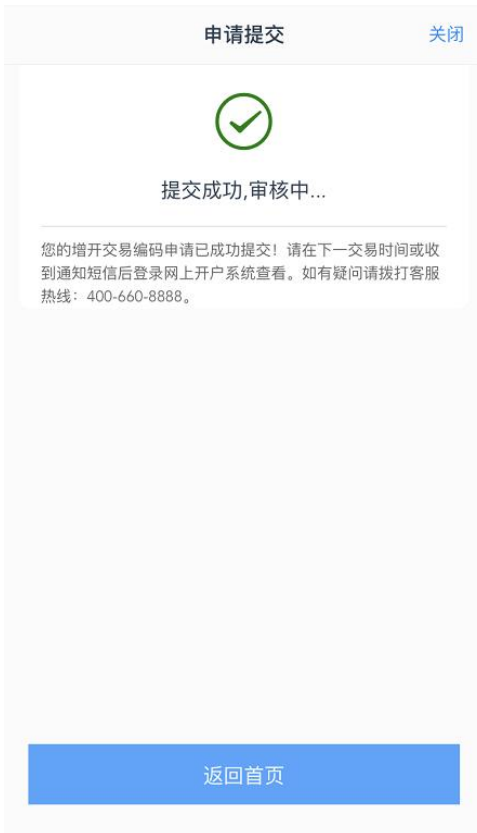 申请提交
关闭
提交成功,审核中...
您的增开交易编码申请已成功提交！请在下一交易时间或收
到通知短信后登录网上开户系统查看。如有疑问请拨打客服
热线：400-660-8888。
返回首页